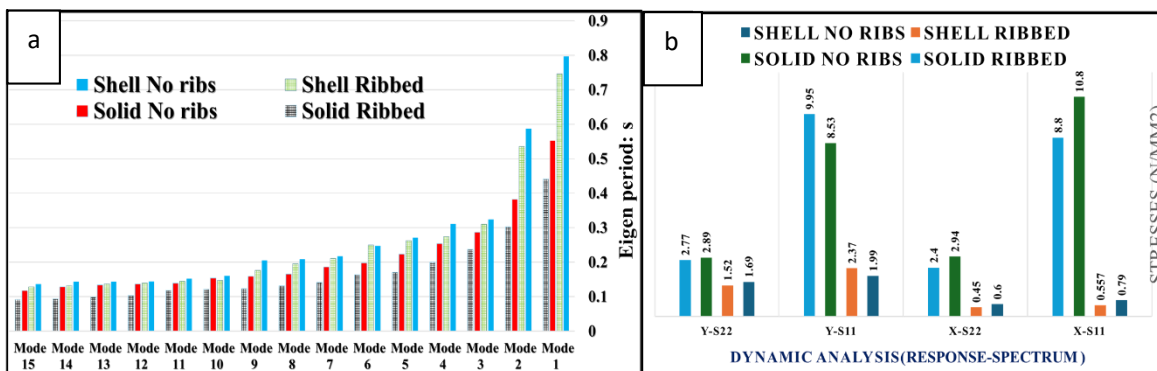 a
Shell No ribs
Shell Ribbed
Solid No ribs
Solid Ribbed
0.9
0.8
0.7
0.6
0.5
0.4
0.3
0.2
0.1
0
Eigen period: s
Mode 15
Mode 14
Mode 13
Mode 12
Mode 11
Mode 10
Mode 9
Mode 8
Mode 7
Mode 6
Mode 5
Mode 4
Mode 3
Mode 2
Mode 1
b
SHELL NO RIBS
SHELL RIBBED
SOLID NO RIBS
SOLID RIBBED
2.77
2.89
1.52
1.69
9.95
8.53
2.37
1.99
2.4
2.94
0.45
0.6
8.8
10.8
0.557
0.79
Y-S22
Y-S11
X-S22
X-S11
DYNAMIC ANALYSIS(RESPONSE-SPECTRUM )
STRESSES (N/MM2)